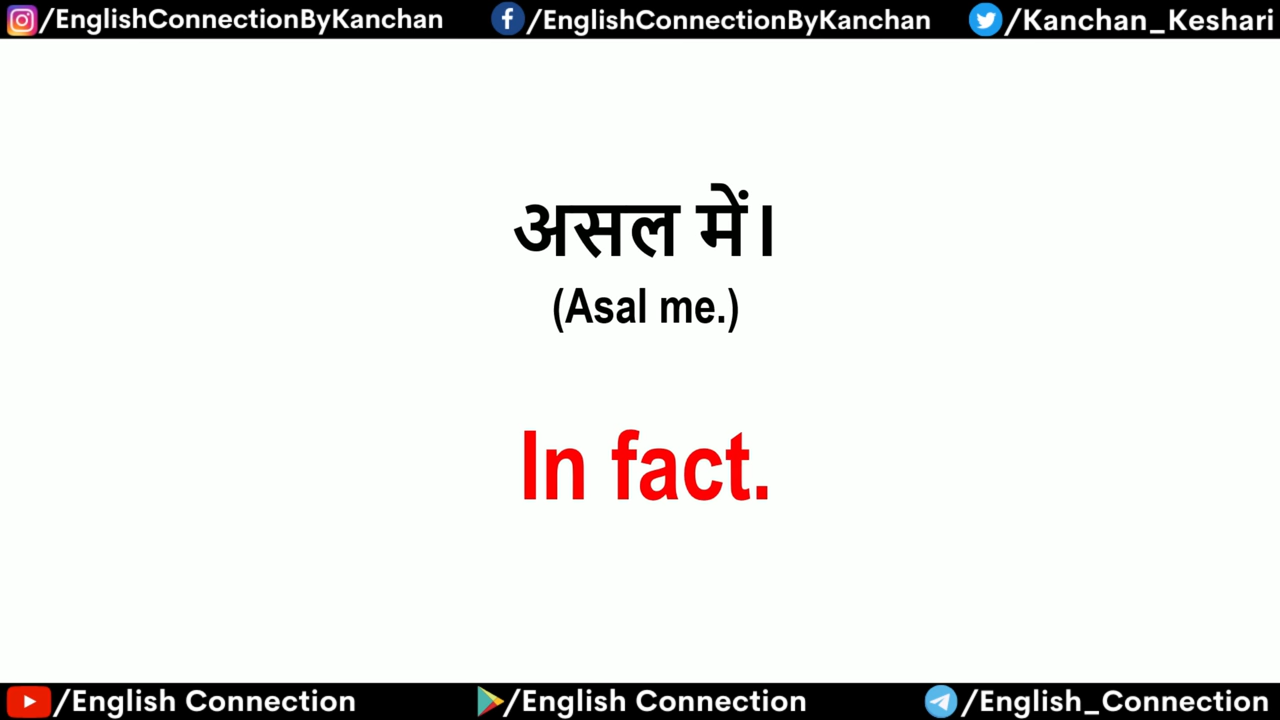 /EnglishConnectionByKanchan /EnglishConnectionByKanchan /Kanchan_Keshari
असल में।
(Asal me.)
In fact.
/English Connection /English Connection /English_Connection